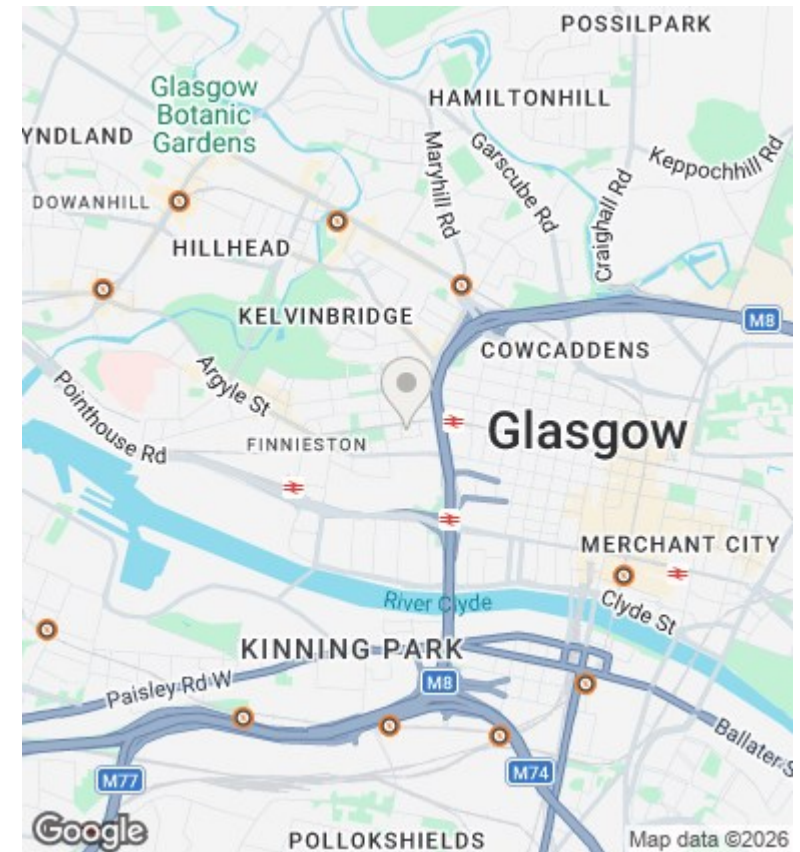 POSSILPARK
Glasgow
Botanic
Gardens
HAMILTONHILL
YNDLAND
Maryhill Rd
Garscube Rd
Keppochhill Rd
DOWANHILL
Craighall Rd
HILLHEAD
KELVINBRIDGE
M8
COWCADDENS
Argyle St
Pointhouse Rd
Glasgow
FINNIESTON
MERCHANT CITY
River Clyde
Clyde St
KINNING PARK
M8
Paisley Rd W
Ballater S
M77
M74
Google
POLLOKSHIELDS
Map data ©2026